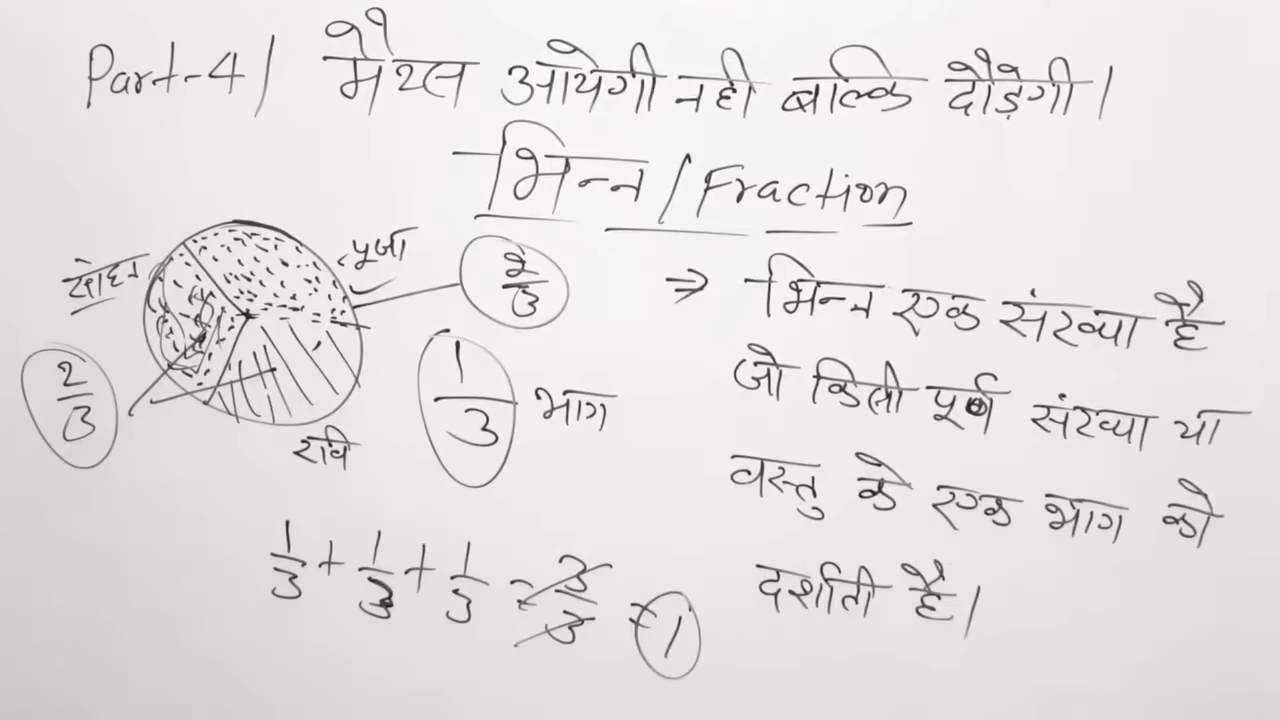 Part-4| मैथ्स आयेगी नही बल्कि दौड़ेगी।
भिन्न / Fraction
सोहन
पूजा
2/3
2/3
रवि
1/3 भाग
1/3 + 1/3 + 1/3 = 3/3 = 1
⇒ भिन्न एक संख्या है
जो किसी पूर्ण संख्या या
वस्तु के एक भाग को
दर्शाती है।